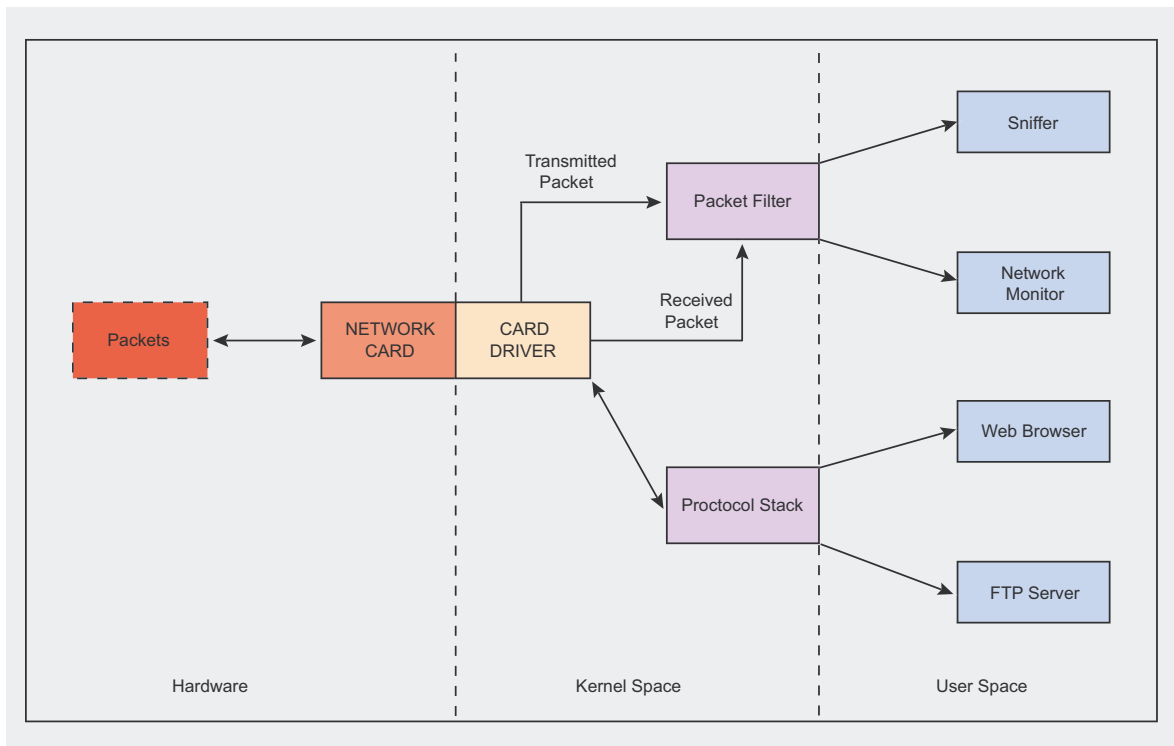 Sniffer
Transmitted
Packet
Packet Filter
Network
Monitor
Received
Packet
Packets
NETWORK
CARD
CARD
DRIVER
Web Browser
Proctocol Stack
FTP Server
Hardware
Kernel Space
User Space